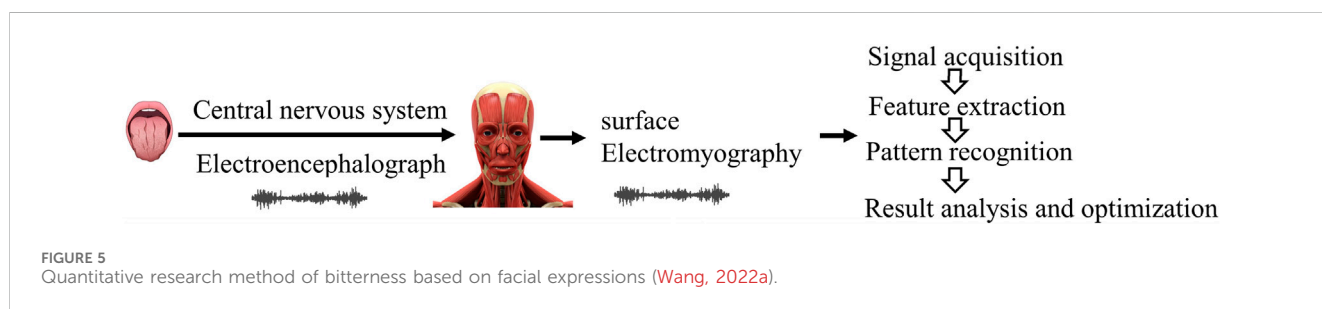 Central nervous system
Electroencephalograph
surface
Electromyography
Signal acquisition
Feature extraction
Pattern recognition
Result analysis and optimization
FIGURE 5
Quantitative research method of bitterness based on facial expressions (Wang, 2022a).